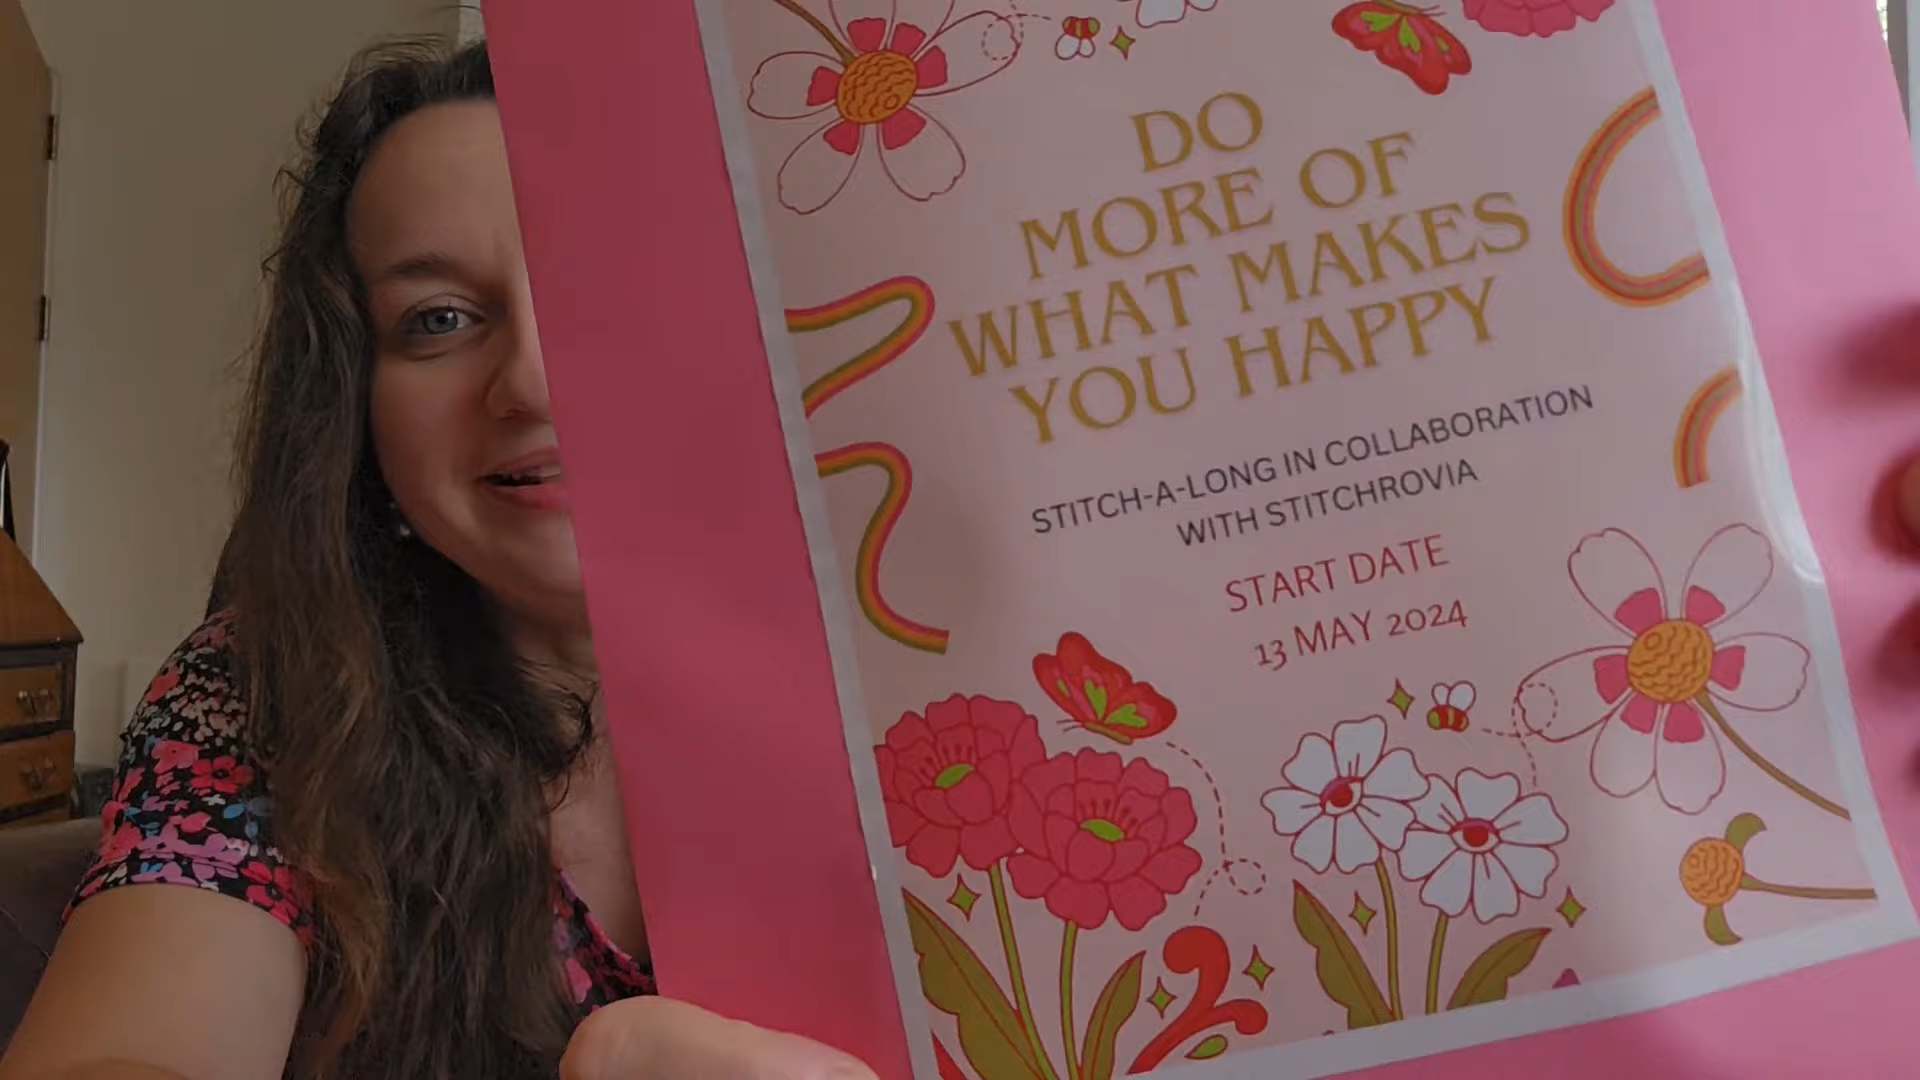 DO
MORE OF
WHAT MAKES
YOU HAPPY
STITCH-A-LONG IN COLLABORATION
WITH STITCHROVIA
START DATE
13 MAY 2024